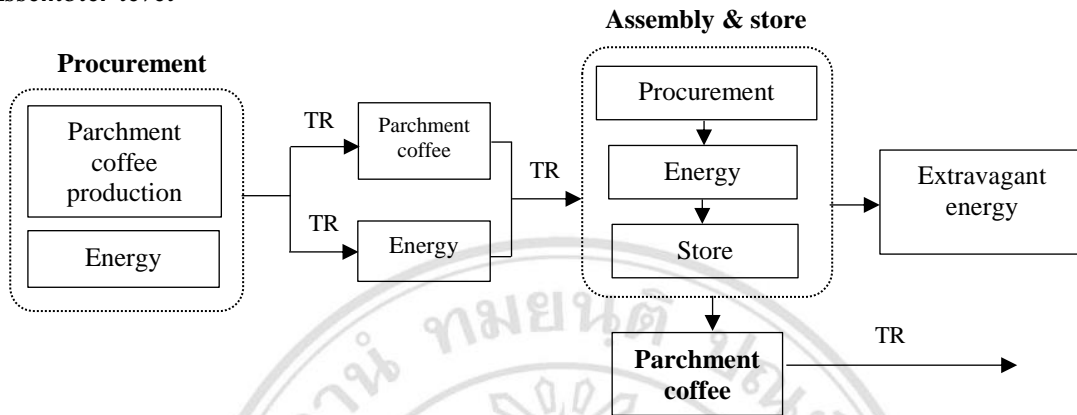 Assembler level
Assembly & store
Procurement
Parchment
coffee
production
Energy
TR
TR
Parchment
coffee
Energy
TR
Procurement
Energy
Store
Extravagant
energy
Parchment
coffee
TR